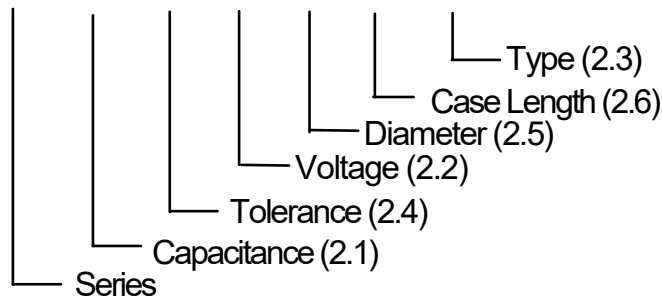 Type (2.3)
Case Length (2.6)
Diameter (2.5)
Voltage (2.2)
Tolerance (2.4)
Capacitance (2.1)
Series